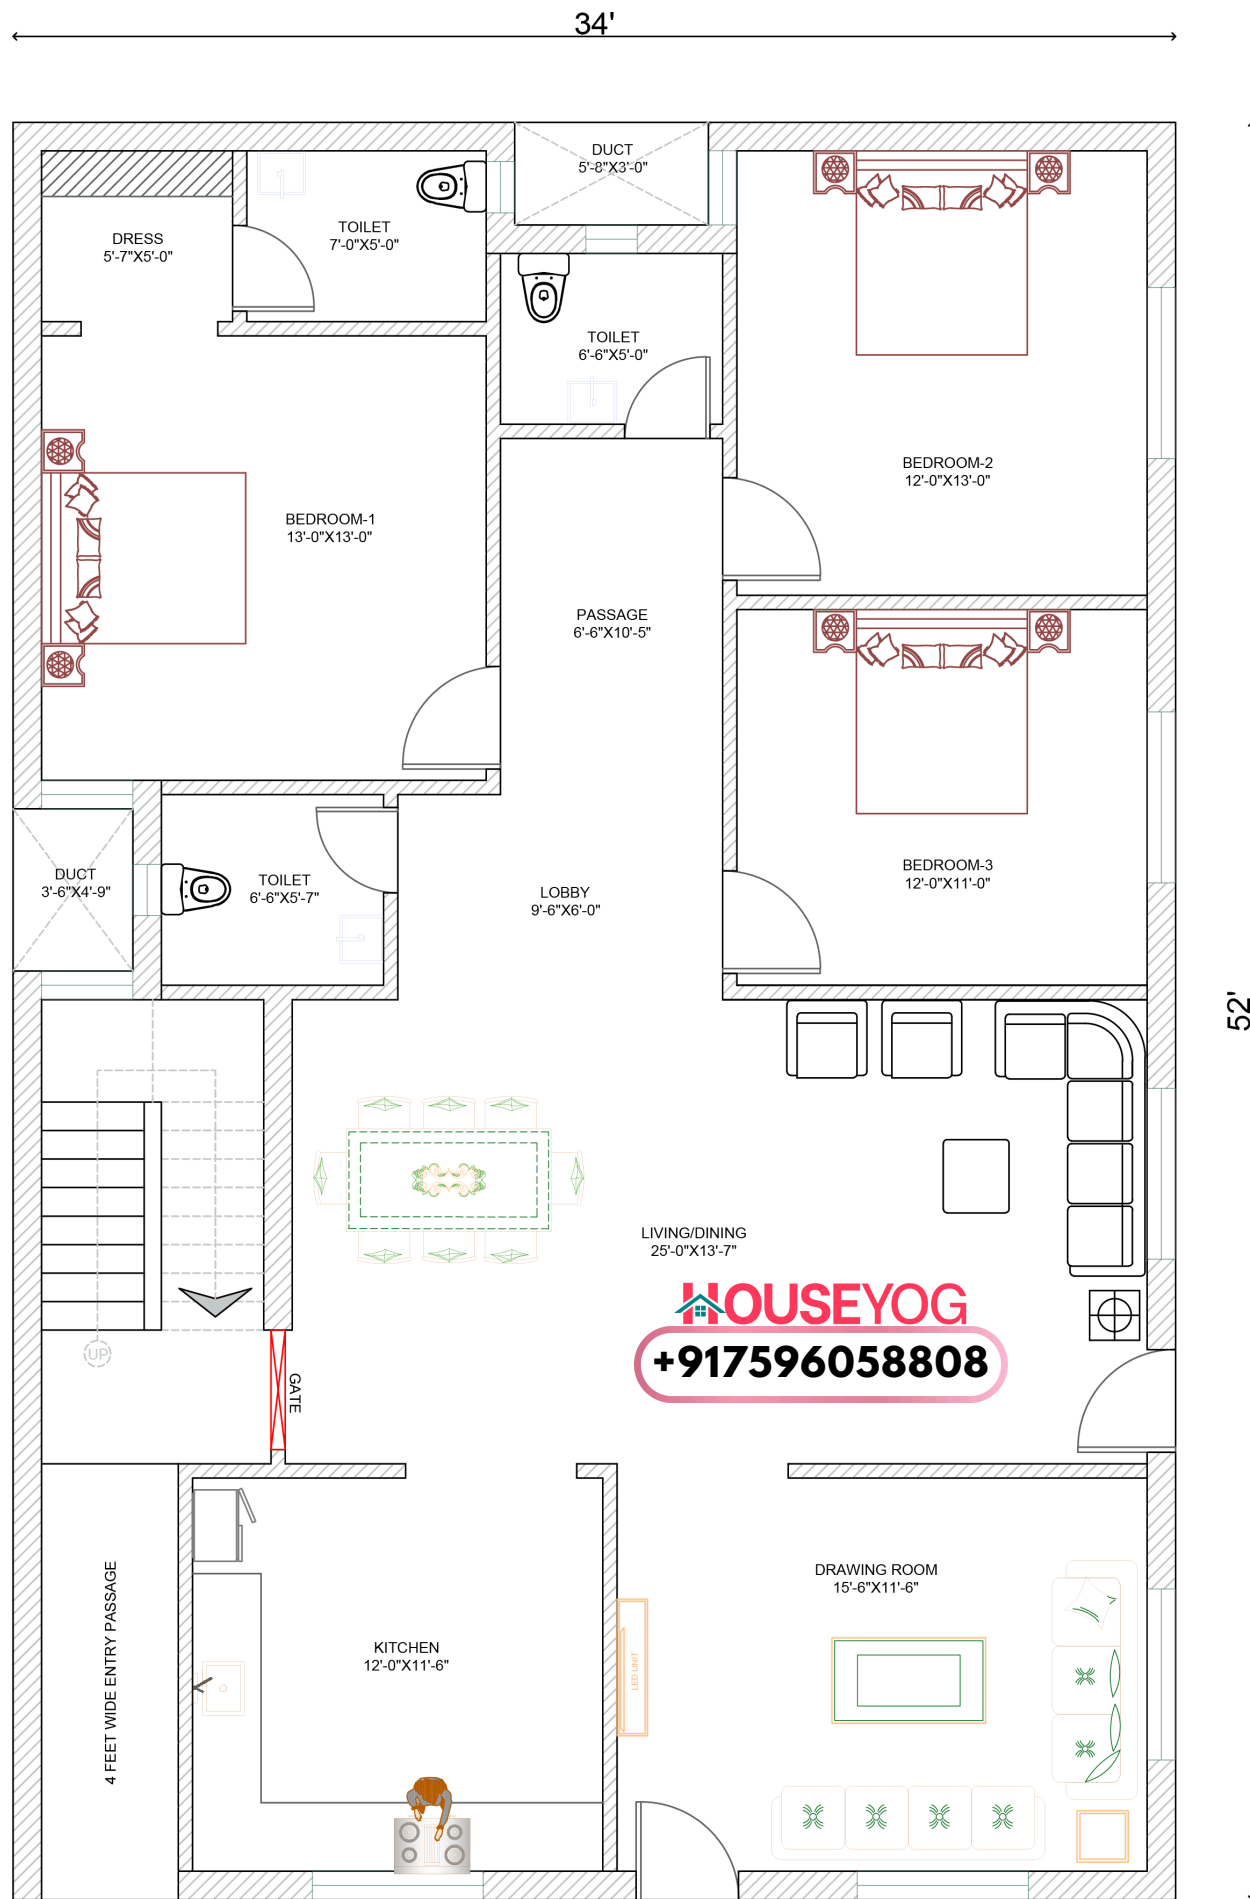 34'
DUCT
5'-8"X3'-0"
TOILET
7'-0"X5'-0"
DRESS
5'-7"X5'-0"
TOILET
6'-6"X5'-0"
BEDROOM-2
12'-0"X13'-0"
BEDROOM-1
13'-0"X13'-0"
PASSAGE
6'-6"X10'-5"
BEDROOM-3
12'-0"X11'-0"
DUCT
3'-6"X4'-9"
TOILET
6'-6"X5'-7"
LOBBY
9'-6"X6'-0"
52'
LIVING/DINING
25'-0"X13'-7"
HOUSEYOG
+917596058808
UP
GATE
DRAWING ROOM
15'-6"X11'-6"
4 FEET WIDE ENTRY PASSAGE
KITCHEN
12'-0"X11'-6"
LED UNIT